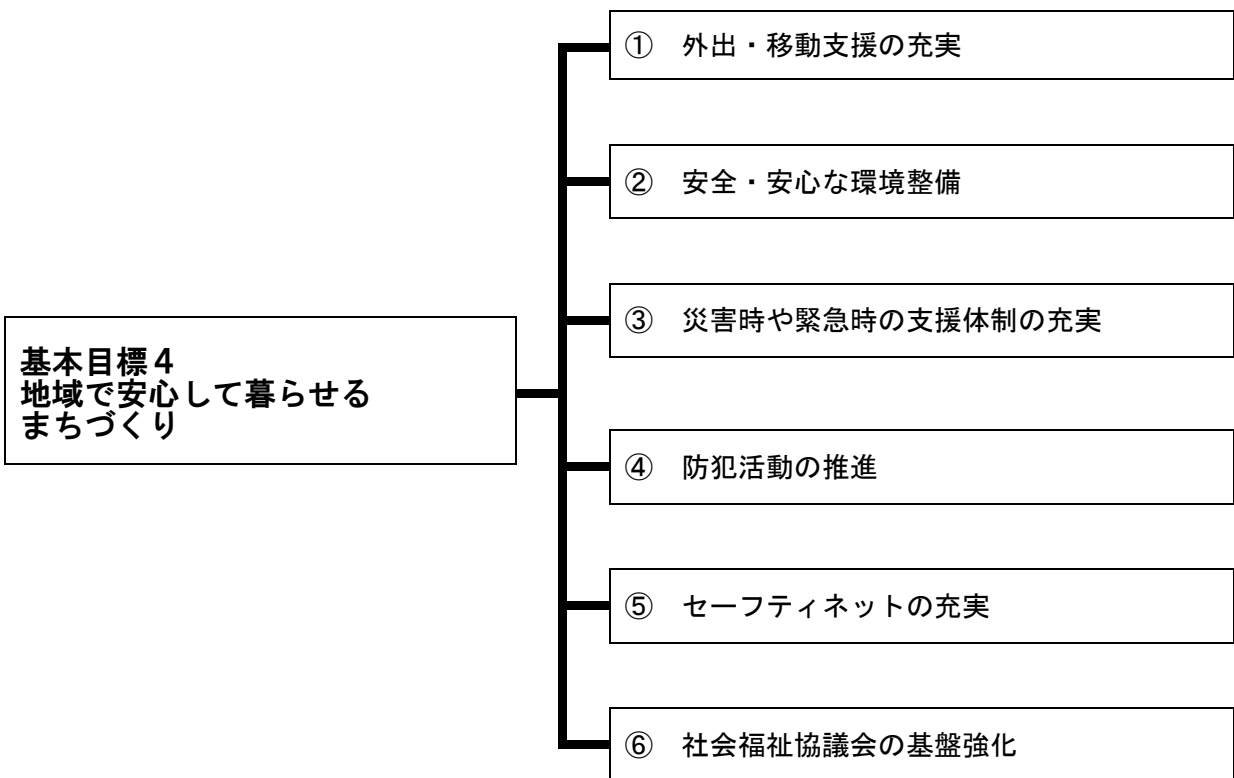 ① 外出・移動支援の充実
② 安全・安心な環境整備
③ 災害時や緊急時の支援体制の充実
基本目標４
地域で安心して暮らせる
まちづくり
④ 防犯活動の推進
⑤ セーフティネットの充実
⑥ 社会福祉協議会の基盤強化